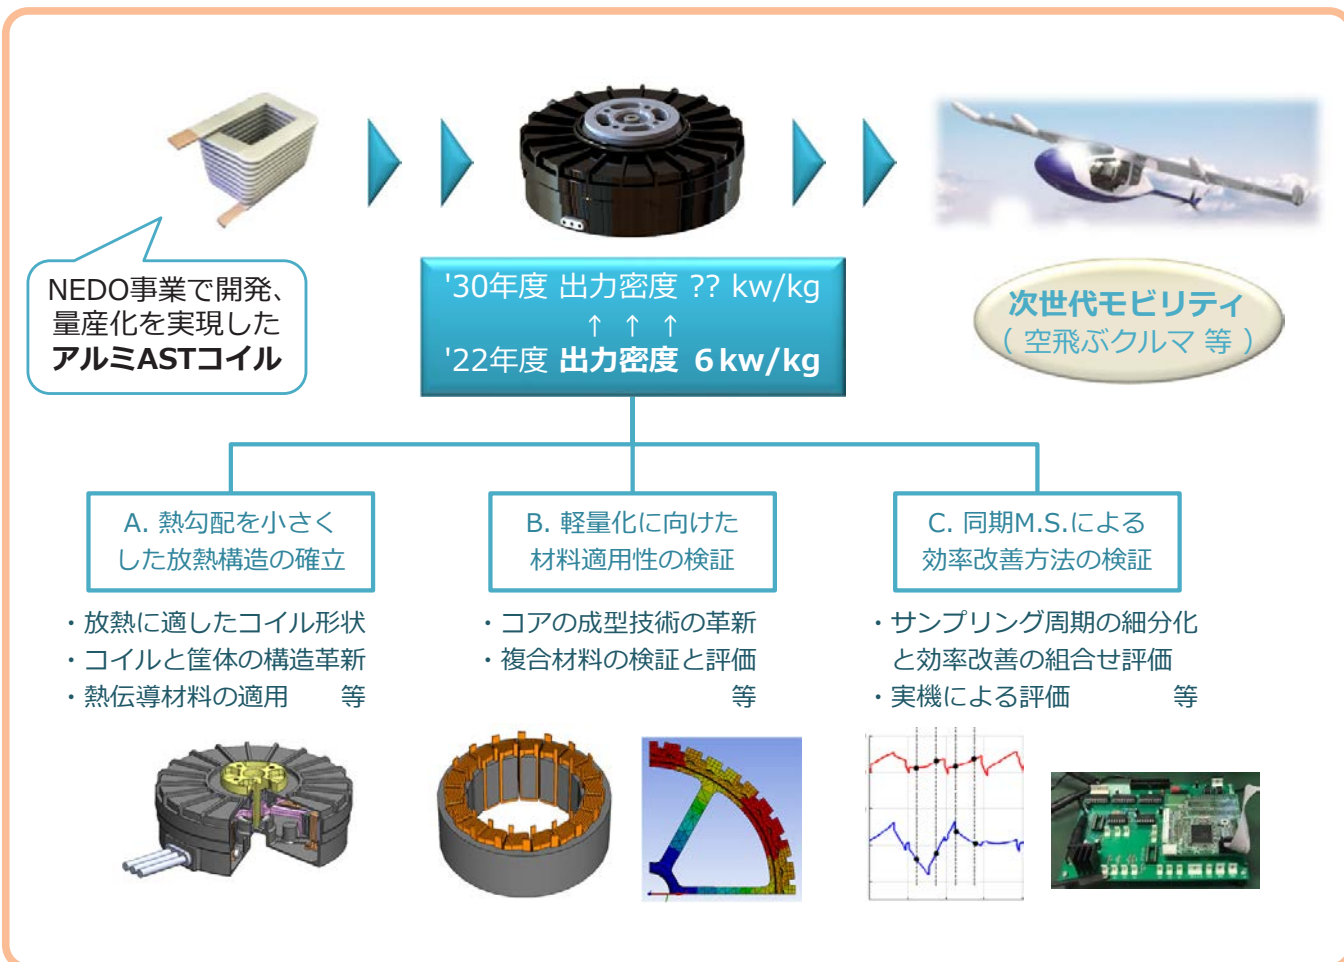 NEDO事業で開発、
量産化を実現した
アルミASTコイル
'30年度 出力密度 ?? kw/kg
↑ ↑ ↑
'22年度 出力密度 6kw/kg
次世代モビリティ
( 空飛ぶクルマ 等 )
A. 熱勾配を小さく
した放熱構造の確立
・放熱に適したコイル形状
・コイルと筐体の構造革新
・熱伝導材料の適用 等
B. 軽量化に向けた
材料適用性の検証
・コアの成型技術の革新
・複合材料の検証と評価
等
C. 同期M.S.による
効率改善方法の検証
・サンプリング周期の細分化
と効率改善の組合せ評価
・実機による評価 等